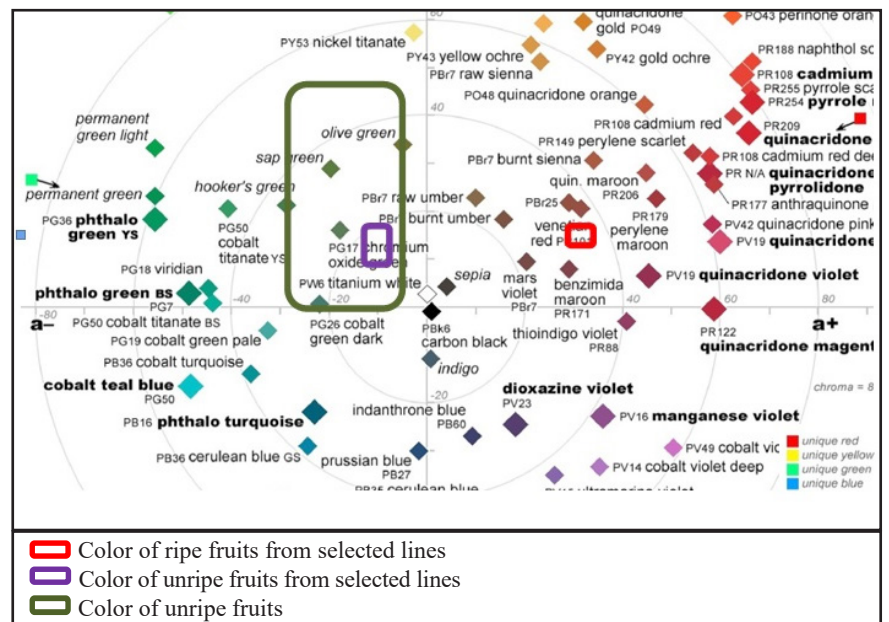 60
quinacridone
gold PO49
PO43 perinone oran
PY53 nickel titanate
PY43 yellow ochre
PY42 gold ochre
PBr7 raw sienna
PR188 naphthol sc
PR108 cadmium
PR255 pyrrole sca
PR254 pyrrole
PO48 quinacridone orange
40
permanent
green light
olive green
PR108 cadmium red
PR209
quinacridone
PR149 perylene scarlet
sap green
PBr7 burnt sienna
PR108 cadmium red dee
quin. maroon
PR N/A quinacridone
pyrrolidone
permanent green
hooker's green
PBr7 raw umber
PBr25
PR206
PR177 anthraquinone
PG36 phthalo
green YS
PG50
cobalt
titanate YS
burnt umber
PR179
perylene
maroon
PV42 quinacridone pink
PG17 chromium
oxide green
red
PV19 quinacridone
PG18 viridian
PW6 titanium white
sepia
mars
violet
PBr7
benzimida
maroon
PR171
PV19 quinacridone violet
phthalo green BS
PG7
-40
-20
40
60
80
a–
-80
a+
PG50 cobalt titanate BS
PG26 cobalt
green dark
PBk6
carbon black
thioindigo violet
PR88
PR122
quinacridone magent
PG19 cobalt green pale
PB36 cobalt turquoise
indigo
cobalt teal blue
PG50
dioxazine violet
chroma = 8
-20
PB16 phthalo turquoise
indanthrone blue
PB60
PV23
PV16 manganese violet
PB36 cerulean blue GS
prussian blue
PB27
PV49 cobalt vio
PV14 cobalt violet deep
unique red
unique yellow
unique green
unique blue
Color of ripe fruits from selected lines
Color of unripe fruits from selected lines
Color of unripe fruits